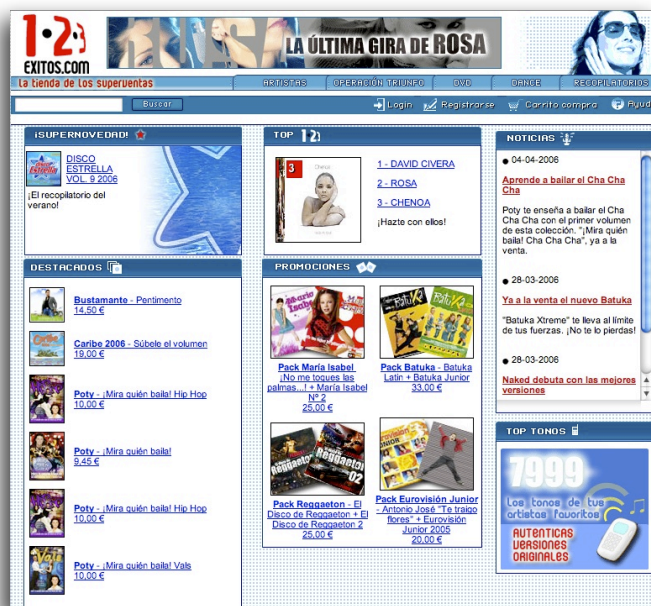 1·2·3
EXITOS.COM
La tienda de los superventas
LA ÚLTIMA GIRA DE ROSA
ARTISTAS
OPERACIÓN TRIUNFO
DVD
DANCE
RECOPILATORIOS
Buscar
Login
Registrarse
Carrito compra
Ayud
¡SUPERNOVEDAD!
DISCO
ESTRELLA
VOL. 9 2006
¡El recopilatorio del
verano!
DESTACADOS
Bustamante - Pentimento
14,50 €
Caribe 2006 - Súbele el volumen
19,00 €
Poty - ¡Mira quién baila! Hip Hop
10,00 €
Poty - ¡Mira quién baila!
9,45 €
Poty - ¡Mira quién baila! Hip Hop
10,00 €
Poty - ¡Mira quién baila! Vals
10,00 €
TOP 1·2·3
3
Chenoa
1 - DAVID CIVERA
2 - ROSA
3 - CHENOA
¡Hazte con ellos!
PROMOCIONES
Pack María Isabel
¡No me toques las
palmas...! + María Isabel
Nº 2
25,00 €
Pack Batuka - Batuka
Latin + Batuka Junior
33,00 €
Pack Reggaeton - El
Disco de Reggaeton + El
Disco de Reggaeton 2
25,00 €
Pack Eurovisión Junior
- Antonio José "Te traigo
flores" + Eurovisión
Junior 2005
20,00 €
NOTICIAS
04-04-2006
Aprende a bailar el Cha Cha
Cha
Poty te enseña a bailar el Cha
Cha Cha con el primer volumen
de esta colección. "¡Mira quién
baila! Cha Cha Cha", ya a la
venta.
28-03-2006
Ya a la venta el nuevo Batuka
"Batuka Xtreme" te lleva al límite
de tus fuerzas. ¡No te lo pierdas!
28-03-2006
Naked debuta con las mejores
versiones
TOP TONOS
7999
Los tonos de tus
artistas favoritos
AUTENTICAS
VERSIONES
ORIGINALES